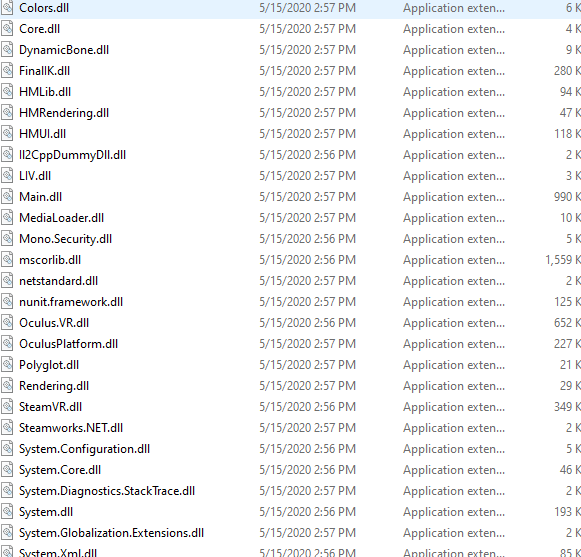 Colors.dll 5/15/2020 2:57 PM Application exten... 6 K
Core.dll 5/15/2020 2:57 PM Application exten... 4 K
DynamicBone.dll 5/15/2020 2:57 PM Application exten... 9 K
FinalIK.dll 5/15/2020 2:57 PM Application exten... 280 K
HMLib.dll 5/15/2020 2:57 PM Application exten... 94 K
HMRendering.dll 5/15/2020 2:57 PM Application exten... 47 K
HMUI.dll 5/15/2020 2:57 PM Application exten... 118 K
Il2CppDummyDll.dll 5/15/2020 2:56 PM Application exten... 2 K
LIV.dll 5/15/2020 2:57 PM Application exten... 3 K
Main.dll 5/15/2020 2:57 PM Application exten... 990 K
MediaLoader.dll 5/15/2020 2:57 PM Application exten... 10 K
Mono.Security.dll 5/15/2020 2:56 PM Application exten... 5 K
mscorlib.dll 5/15/2020 2:56 PM Application exten... 1,559 K
netstandard.dll 5/15/2020 2:57 PM Application exten... 2 K
nunit.framework.dll 5/15/2020 2:57 PM Application exten... 125 K
Oculus.VR.dll 5/15/2020 2:56 PM Application exten... 652 K
OculusPlatform.dll 5/15/2020 2:57 PM Application exten... 227 K
Polyglot.dll 5/15/2020 2:57 PM Application exten... 21 K
Rendering.dll 5/15/2020 2:57 PM Application exten... 29 K
SteamVR.dll 5/15/2020 2:56 PM Application exten... 349 K
Steamworks.NET.dll 5/15/2020 2:57 PM Application exten... 2 K
System.Configuration.dll 5/15/2020 2:56 PM Application exten... 5 K
System.Core.dll 5/15/2020 2:56 PM Application exten... 46 K
System.Diagnostics.StackTrace.dll 5/15/2020 2:57 PM Application exten... 2 K
System.dll 5/15/2020 2:56 PM Application exten... 193 K
System.Globalization.Extensions.dll 5/15/2020 2:57 PM Application exten... 2 K
System.Xml.dll 5/15/2020 2:56 PM Application exten... 85 K